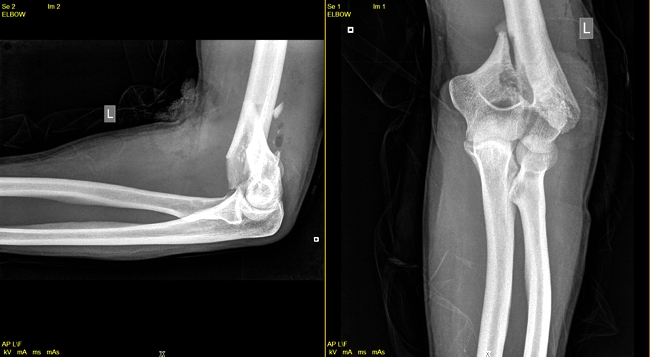 Se 2 Im 2
ELBOW
L
AP L\F
kV mA ms mAs
Se 1 Im 1
ELBOW
L
AP L\F
kV mA ms mAs